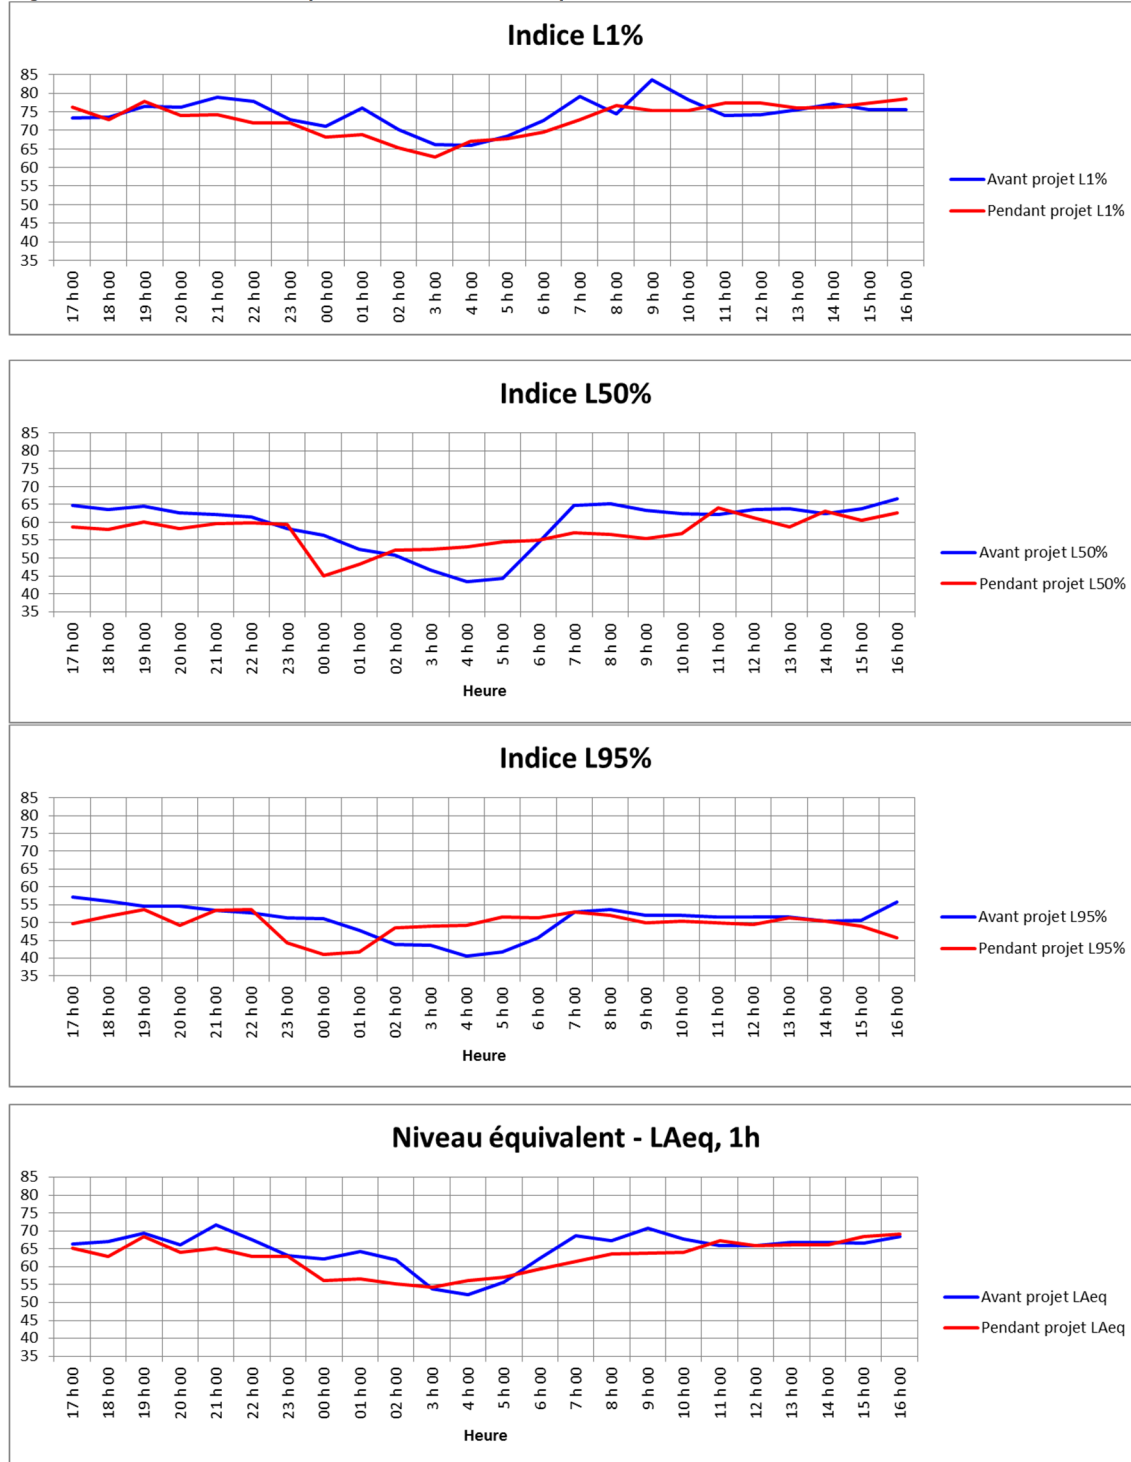 Indice L1%
85
80
75
70
65
60
55
50
45
40
35
17 h 00
18 h 00
19 h 00
20 h 00
21 h 00
22 h 00
23 h 00
00 h 00
01 h 00
02 h 00
3 h 00
4 h 00
5 h 00
6 h 00
7 h 00
8 h 00
9 h 00
10 h 00
11 h 00
12 h 00
13 h 00
14 h 00
15 h 00
16 h 00
Avant projet L1%
Pendant projet L1%
Indice L50%
85
80
75
70
65
60
55
50
45
40
35
17 h 00
18 h 00
19 h 00
20 h 00
21 h 00
22 h 00
23 h 00
00 h 00
01 h 00
02 h 00
3 h 00
4 h 00
5 h 00
6 h 00
7 h 00
8 h 00
9 h 00
10 h 00
11 h 00
12 h 00
13 h 00
14 h 00
15 h 00
16 h 00
Heure
Avant projet L50%
Pendant projet L50%
Indice L95%
85
80
75
70
65
60
55
50
45
40
35
17 h 00
18 h 00
19 h 00
20 h 00
21 h 00
22 h 00
23 h 00
00 h 00
01 h 00
02 h 00
3 h 00
4 h 00
5 h 00
6 h 00
7 h 00
8 h 00
9 h 00
10 h 00
11 h 00
12 h 00
13 h 00
14 h 00
15 h 00
16 h 00
Heure
Avant projet L95%
Pendant projet L95%
Niveau équivalent - LAeq, 1h
85
80
75
70
65
60
55
50
45
40
35
17 h 00
18 h 00
19 h 00
20 h 00
21 h 00
22 h 00
23 h 00
00 h 00
01 h 00
02 h 00
3 h 00
4 h 00
5 h 00
6 h 00
7 h 00
8 h 00
9 h 00
10 h 00
11 h 00
12 h 00
13 h 00
14 h 00
15 h 00
16 h 00
Heure
Avant projet LAeq
Pendant projet LAeq